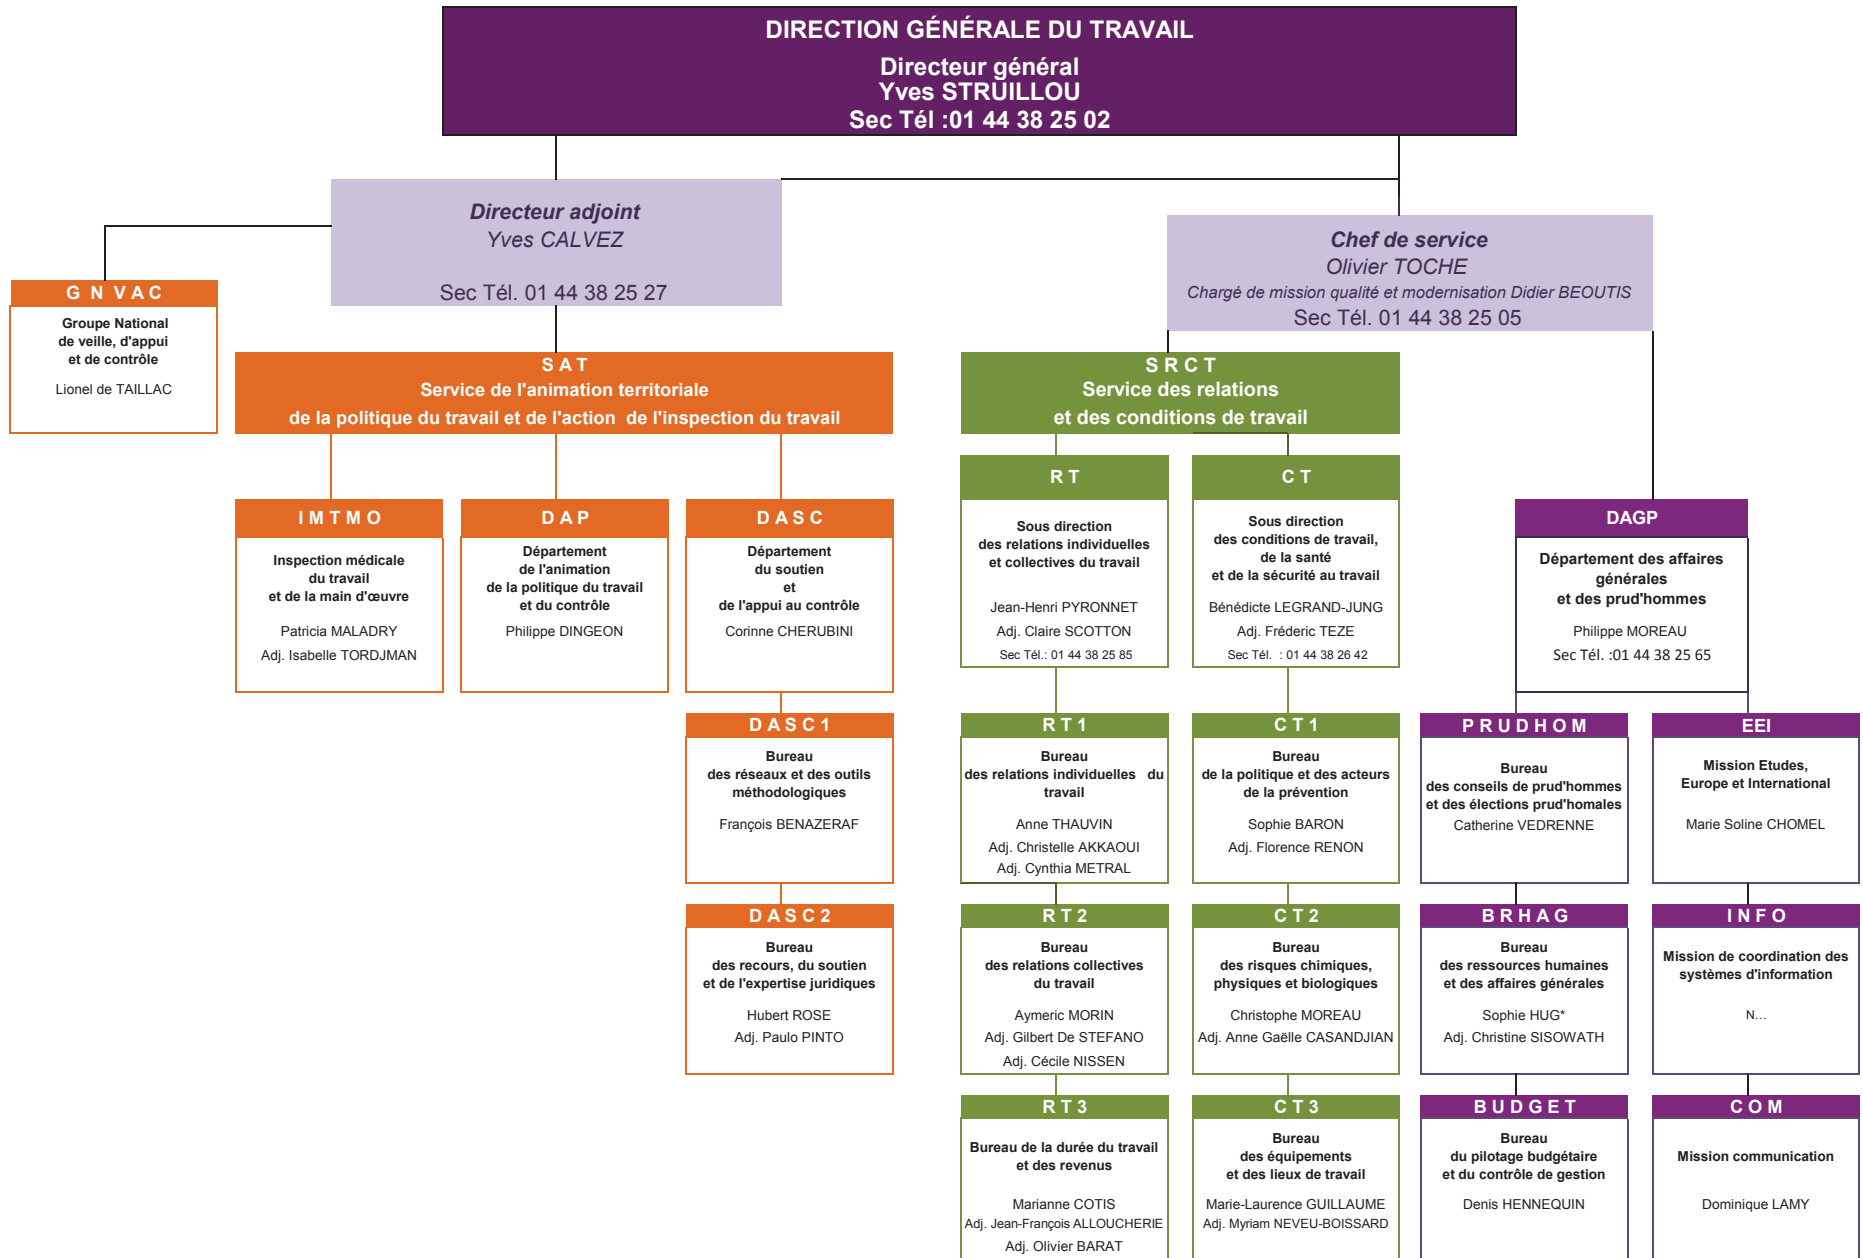 DIRECTION GÉNÉRALE DU TRAVAIL
Directeur général
Yves STRUILLOU
Sec Tél :01 44 38 25 02
Directeur adjoint
Yves CALVEZ
Sec Tél. 01 44 38 25 27
Chef de service
Olivier TOCHE
Chargé de mission qualité et modernisation Didier BEOUTIS
Sec Tél. 01 44 38 25 05
G N V A C
Groupe National
de veille, d'appui
et de contrôle
Lionel de TAILLAC
S A T
Service de l'animation territoriale
de la politique du travail et de l'action de l'inspection du travail
S R C T
Service des relations
et des conditions de travail
I M T M O
Inspection médicale
du travail
et de la main d'œuvre
Patricia MALADRY
Adj. Isabelle TORDJMAN
D A P
Département
de l'animation
de la politique du travail
et du contrôle
Philippe DINGEON
D A S C
Département
du soutien
et
de l'appui au contrôle
Corinne CHERUBINI
R T
Sous direction
des relations individuelles
et collectives du travail
Jean-Henri PYRONNET
Adj. Claire SCOTTON
Sec Tél.: 01 44 38 25 85
C T
Sous direction
des conditions de travail,
de la santé
et de la sécurité au travail
Bénédicte LEGRAND-JUNG
Adj. Fréderic TEZE
Sec Tél. : 01 44 38 26 42
DAGP
Département des affaires
générales
et des prud'hommes
Philippe MOREAU
Sec Tél. :01 44 38 25 65
D A S C 1
Bureau
des réseaux et des outils
méthodologiques
François BENAZERAF
R T 1
Bureau
des relations individuelles du
travail
Anne THAUVIN
Adj. Christelle AKKAOUI
Adj. Cynthia METRAL
C T 1
Bureau
de la politique et des acteurs
de la prévention
Sophie BARON
Adj. Florence RENON
P R U D H O M
Bureau
des conseils de prud'hommes
et des élections prud'homales
Catherine VEDRENNE
EEI
Mission Etudes,
Europe et International
Marie Soline CHOMEL
D A S C 2
Bureau
des recours, du soutien
et de l'expertise juridiques
Hubert ROSE
Adj. Paulo PINTO
R T 2
Bureau
des relations collectives
du travail
Aymeric MORIN
Adj. Gilbert De STEFANO
Adj. Cécile NISSEN
C T 2
Bureau
des risques chimiques,
physiques et biologiques
Christophe MOREAU
Adj. Anne Gaëlle CASANDJIAN
B R H A G
Bureau
des ressources humaines
et des affaires générales
Sophie HUG*
Adj. Christine SISOWATH
I N F O
Mission de coordination des
systèmes d'information
N...
R T 3
Bureau de la durée du travail
et des revenus
Marianne COTIS
Adj. Jean-François ALLOUCHERIE
Adj. Olivier BARAT
C T 3
Bureau
des équipements
et des lieux de travail
Marie-Laurence GUILLAUME
Adj. Myriam NEVEU-BOISSARD
B U D G E T
Bureau
du pilotage budgétaire
et du contrôle de gestion
Denis HENNEQUIN
C O M
Mission communication
Dominique LAMY